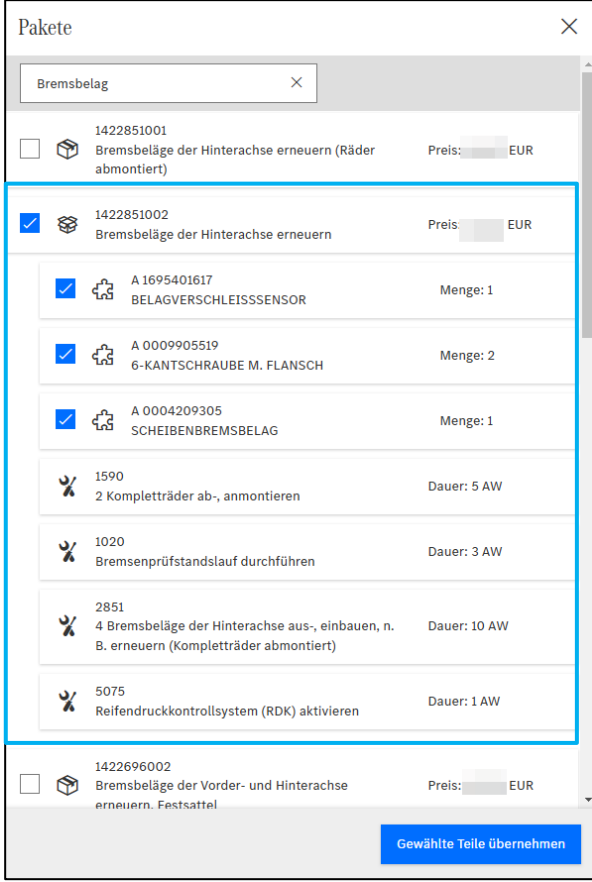 Pakete
Bremsbelag
1422851001
Bremsbeläge der Hinterachse erneuern (Räder
abmontiert)
Preis: EUR
1422851002
Bremsbeläge der Hinterachse erneuern
Preis: EUR
A 1695401617
BELAGVERSCHLEISSSENSOR
Menge: 1
A 0009905519
6-KANTSCHRAUBE M. FLANSCH
Menge: 2
A 0004209305
SCHEIBENBREMSBELAG
Menge: 1
1590
2 Kompletträder ab-, anmontieren
Dauer: 5 AW
1020
Bremsenprüfstandslauf durchführen
Dauer: 3 AW
2851
4 Bremsbeläge der Hinterachse aus-, einbauen, n.
B. erneuern (Kompletträder abmontiert)
Dauer: 10 AW
5075
Reifendruckkontrollsystem (RDK) aktivieren
Dauer: 1 AW
1422696002
Bremsbeläge der Vorder- und Hinterachse
erneuern, Festsattel
Preis: EUR
Gewählte Teile übernehmen